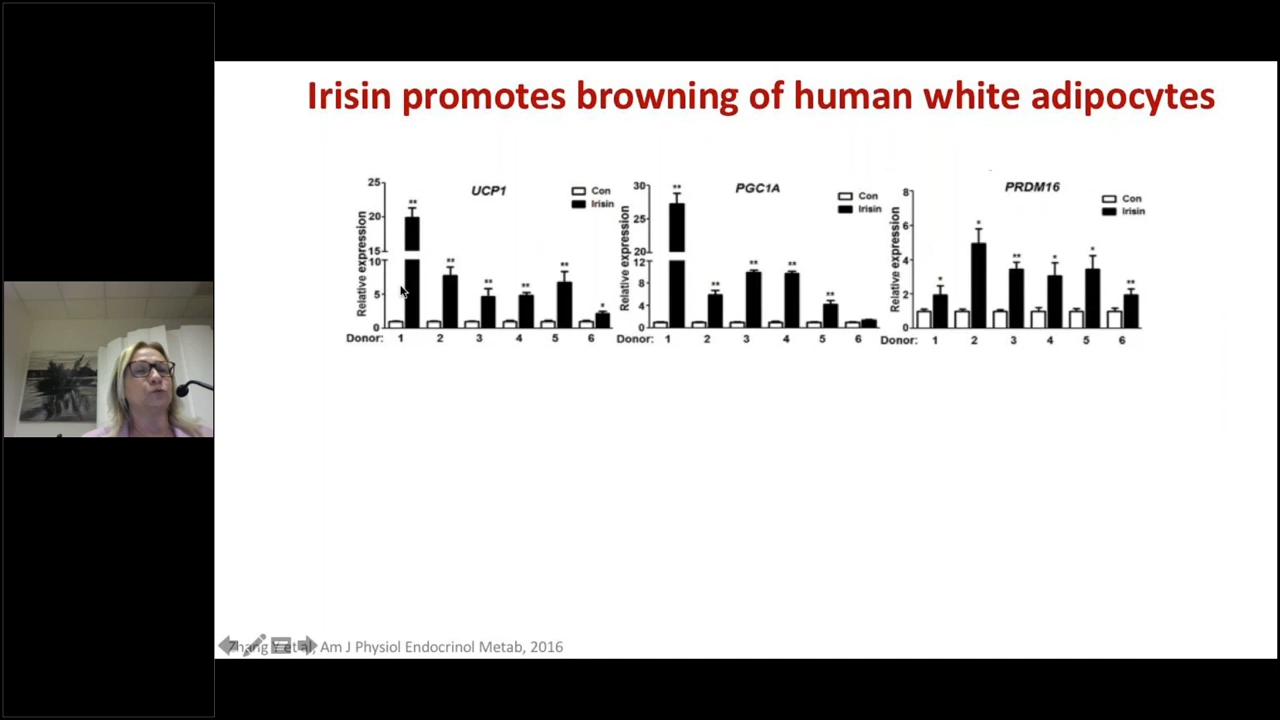 Irisin promotes browning of human white adipocytes
UCP1
Con
Irisin
Relative expression
25
20
15
10
5
0
** ** ** ** ** *
Donor: 1 2 3 4 5 6
PGC1A
Con
Irisin
Relative expression
30
25
20
12
8
4
0
** ** ** ** **
Donor: 1 2 3 4 5 6
PRDM16
Con
Irisin
Relative expression
8
6
4
2
0
* * ** * * **
Donor: 1 2 3 4 5 6
Zhang Y et al, Am J Physiol Endocrinol Metab, 2016